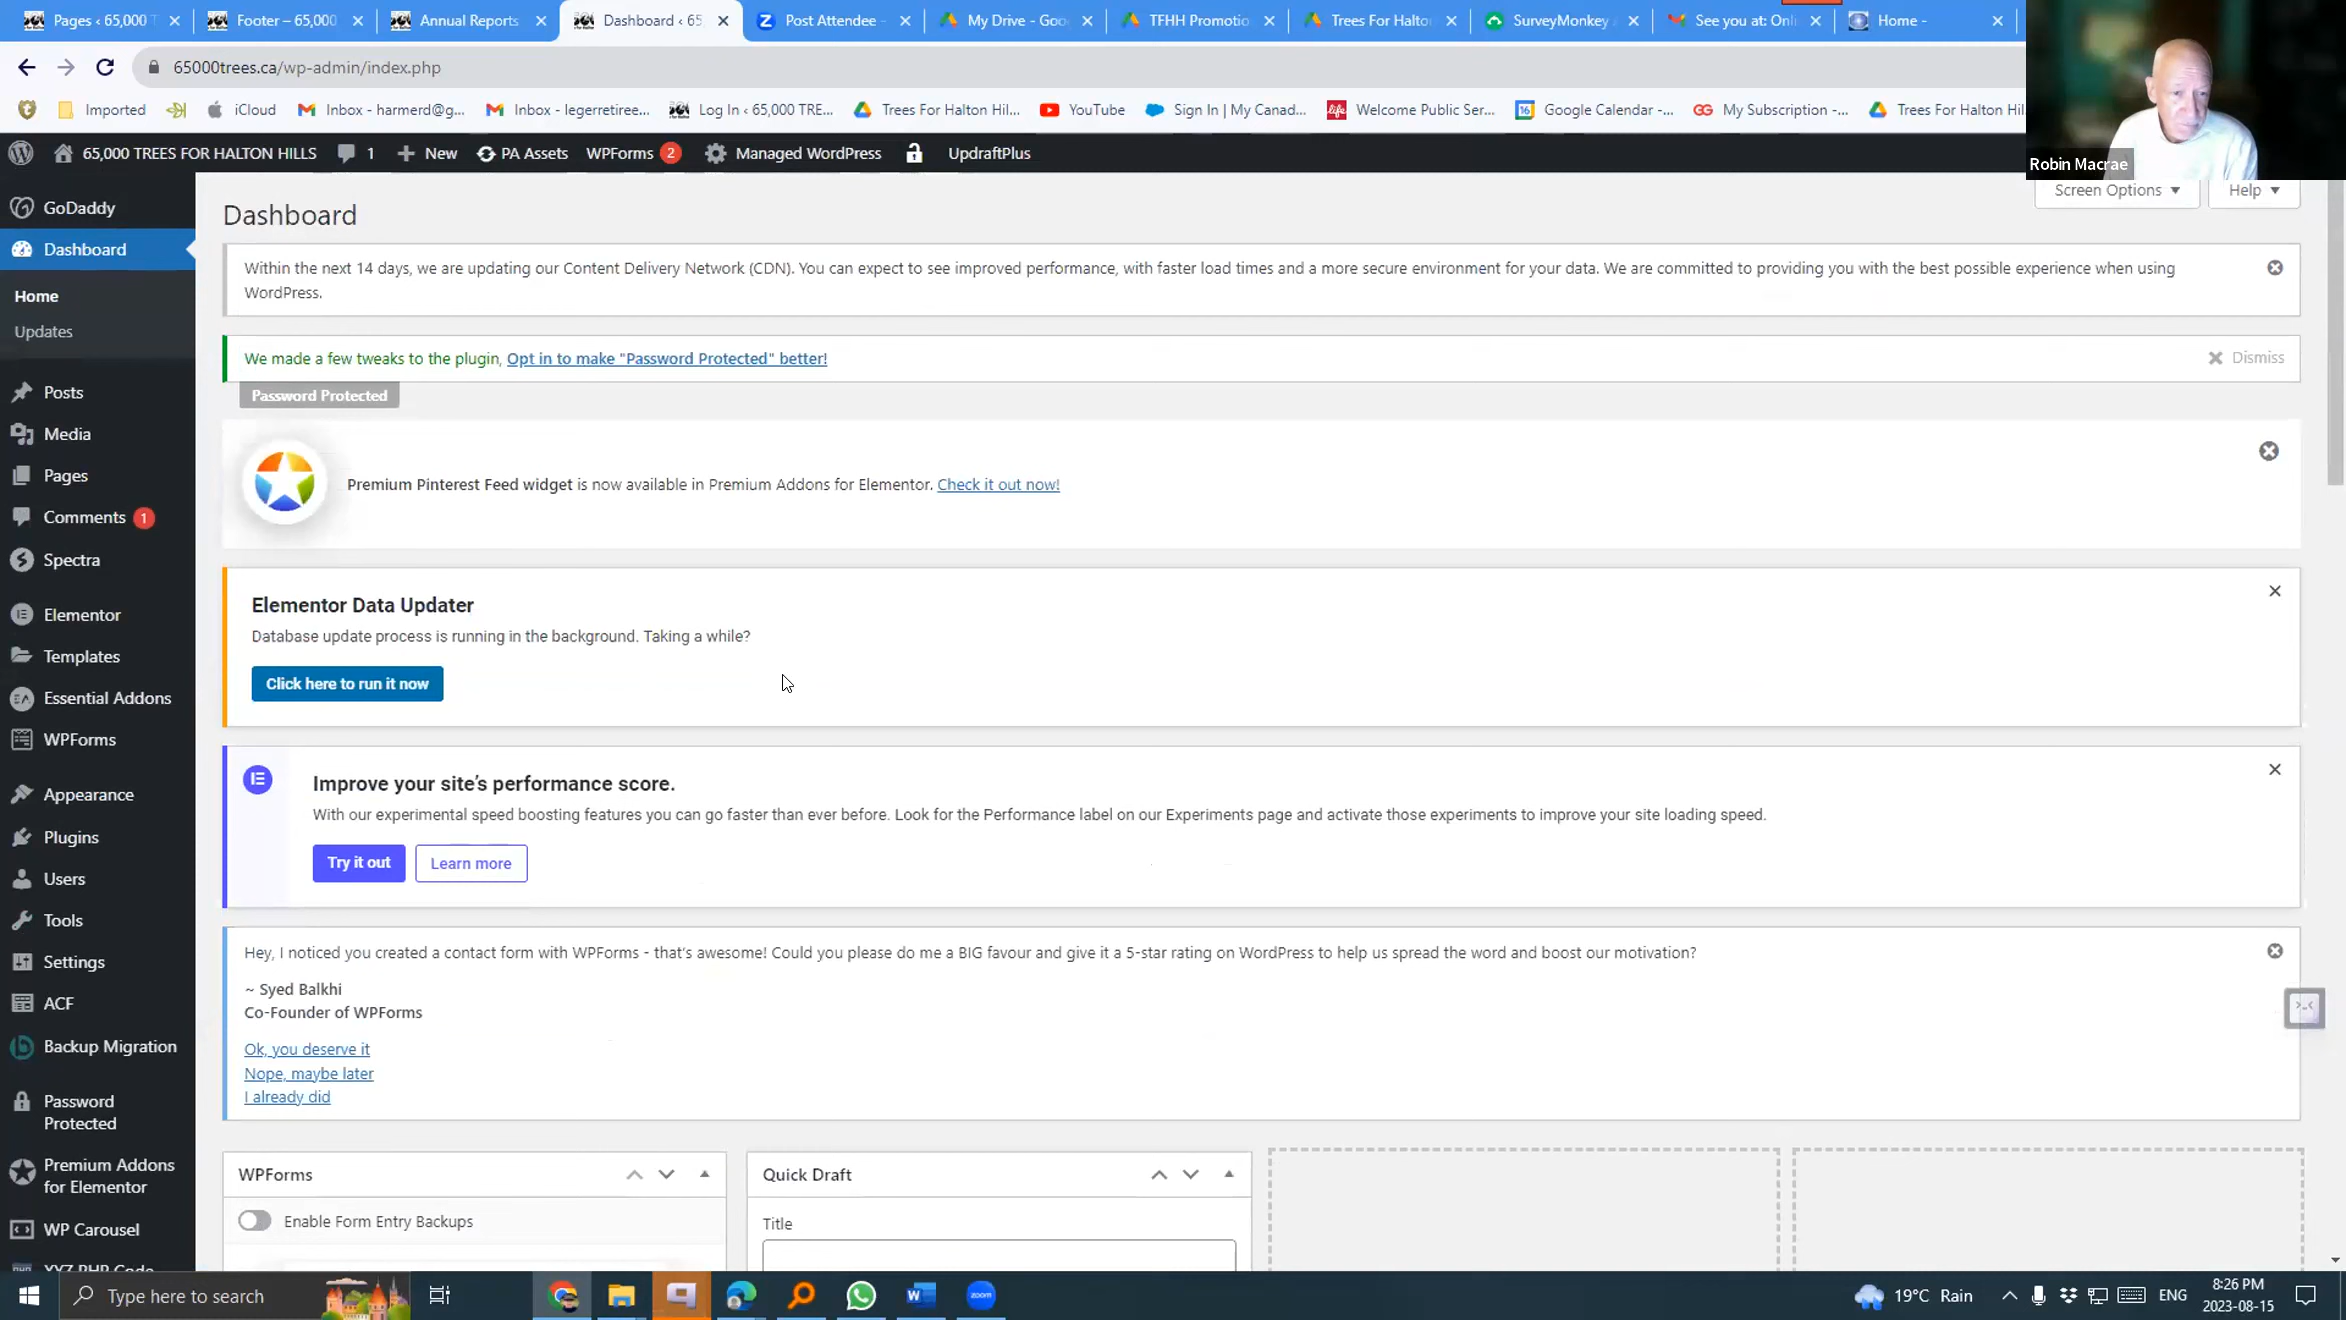 Pages ‹ 65,000 T
Footer – 65,000
Annual Reports
Dashboard ‹ 65,
Post Attendee -
My Drive - Goo
TFHH Promotio
Trees For Halto
SurveyMonkey
See you at: Onl
Home -
65000trees.ca/wp-admin/index.php
Imported
iCloud
Inbox - harmerd@g...
Inbox - legerretiree...
Log In ‹ 65,000 TRE...
Trees For Halton Hil...
YouTube
Sign In | My Canad...
Welcome Public Ser...
Google Calendar -...
My Subscription -...
Trees For Halton Hil
Robin Macrae
65,000 TREES FOR HALTON HILLS
1
New
PA Assets
WPForms 2
Managed WordPress
UpdraftPlus
Screen Options
Help
GoDaddy
Dashboard
Home
Updates
Posts
Media
Pages
Comments 1
Spectra
Elementor
Templates
Essential Addons
WPForms
Appearance
Plugins
Users
Tools
Settings
ACF
Backup Migration
Password
Protected
Premium Addons
for Elementor
WP Carousel
XYZ PHP Code
Dashboard
Within the next 14 days, we are updating our Content Delivery Network (CDN). You can expect to see improved performance, with faster load times and a more secure environment for your data. We are committed to providing you with the best possible experience when using
WordPress.
We made a few tweaks to the plugin, Opt in to make "Password Protected" better!
Dismiss
Password Protected
Premium Pinterest Feed widget is now available in Premium Addons for Elementor. Check it out now!
Elementor Data Updater
Database update process is running in the background. Taking a while?
Click here to run it now
Improve your site's performance score.
With our experimental speed boosting features you can go faster than ever before. Look for the Performance label on our Experiments page and activate those experiments to improve your site loading speed.
Try it out
Learn more
Hey, I noticed you created a contact form with WPForms - that's awesome! Could you please do me a BIG favour and give it a 5-star rating on WordPress to help us spread the word and boost our motivation?
~ Syed Balkhi
Co-Founder of WPForms
Ok, you deserve it
Nope, maybe later
I already did
WPForms
Enable Form Entry Backups
Quick Draft
Title
Type here to search
zoom
19°C Rain
ENG
8:26 PM
2023-08-15